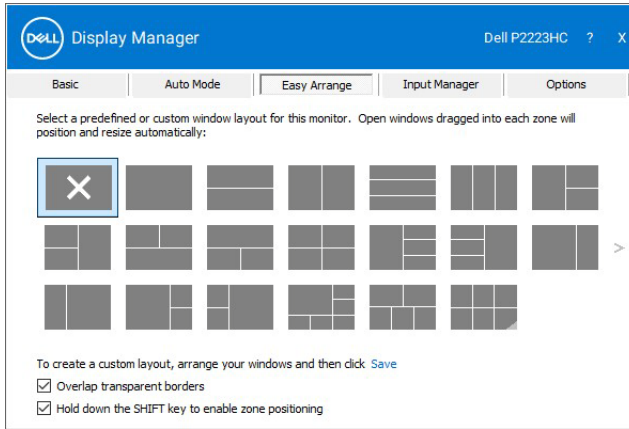 DELL Display Manager Dell P2223HC ? X
Basic Auto Mode Easy Arrange Input Manager Options
Select a predefined or custom window layout for this monitor. Open windows dragged into each zone will
position and resize automatically:
>
To create a custom layout, arrange your windows and then click Save
Overlap transparent borders
Hold down the SHIFT key to enable zone positioning